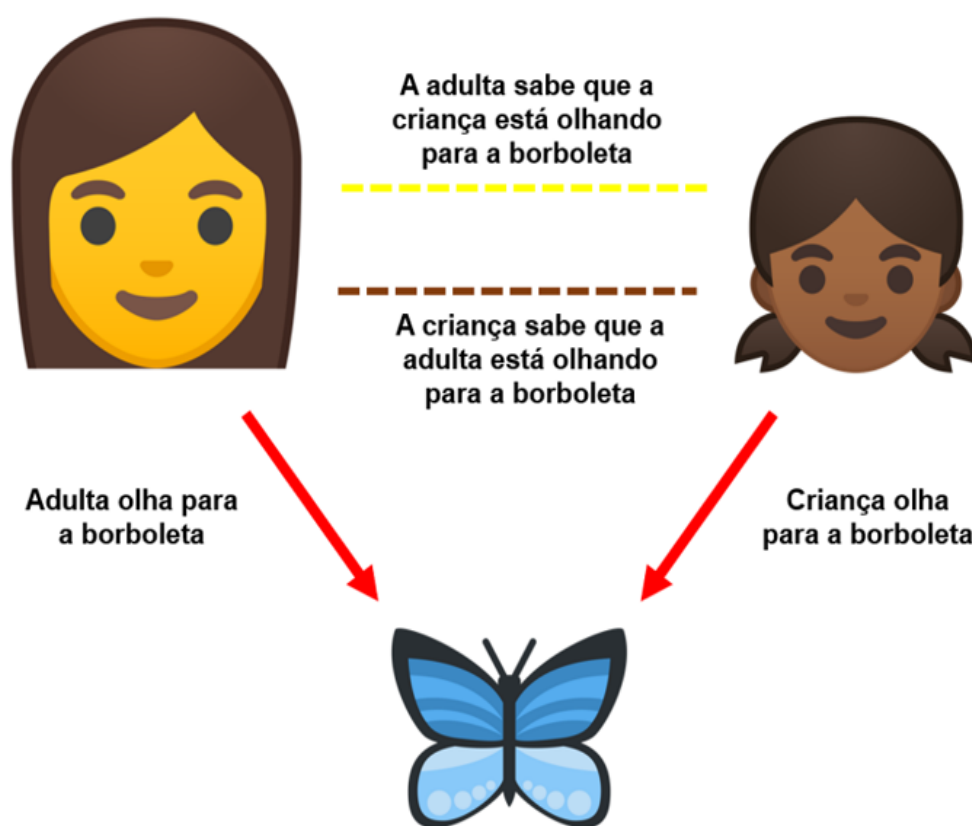 A adulta sabe que a
criança está olhando
para a borboleta
A criança sabe que a
adulta está olhando
para a borboleta
Adulta olha para
a borboleta
Criança olha
para a borboleta